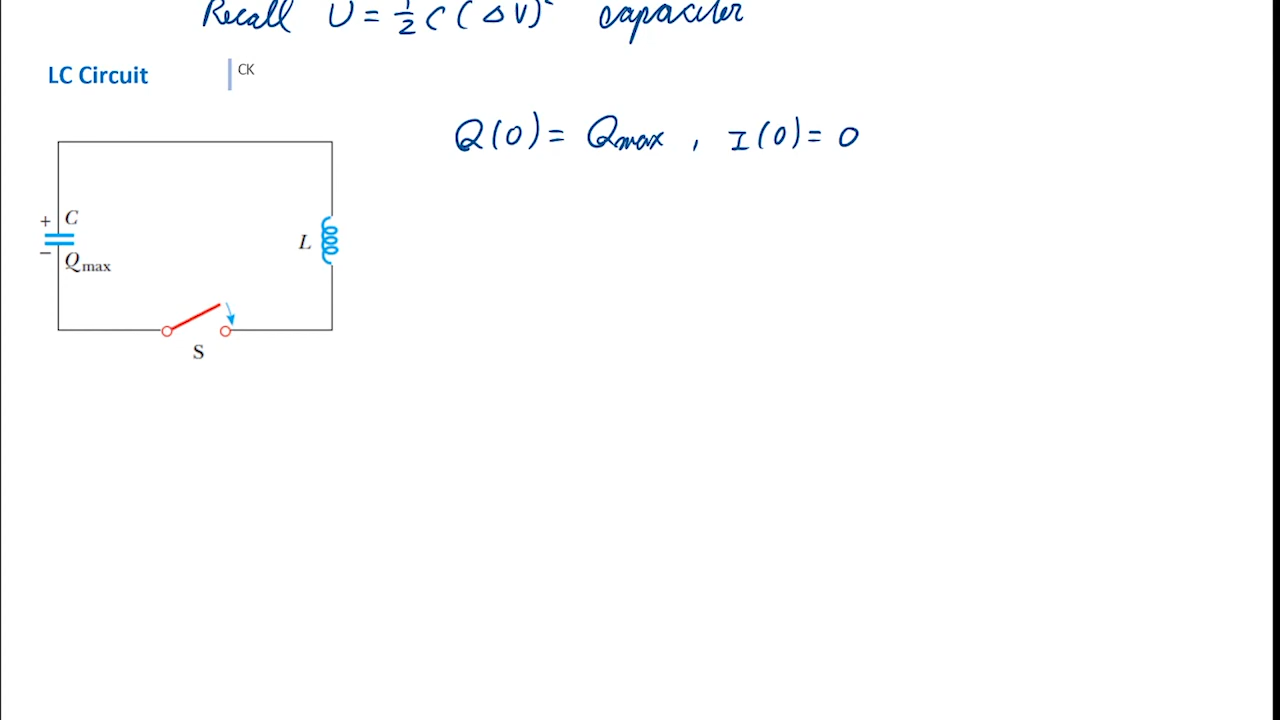 Recall U = 1/2 C (ΔV)² capacitor
LC Circuit CK
Q(0) = Qmax , I(0) = 0
+ C
− Qmax
L
S